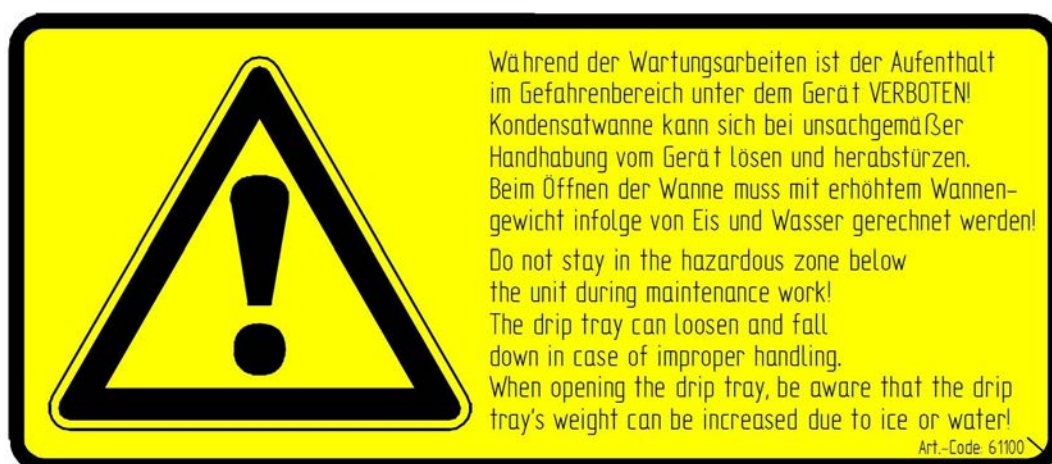 Während der Wartungsarbeiten ist der Aufenthalt
im Gefahrenbereich unter dem Gerät VERBOTEN!
Kondensatwanne kann sich bei unsachgemäßer
Handhabung vom Gerät lösen und herabstürzen.
Beim Öffnen der Wanne muss mit erhöhtem Wannen-
gewicht infolge von Eis und Wasser gerechnet werden!
Do not stay in the hazardous zone below
the unit during maintenance work!
The drip tray can loosen and fall
down in case of improper handling.
When opening the drip tray, be aware that the drip
tray's weight can be increased due to ice or water!
Art.-Code: 61100